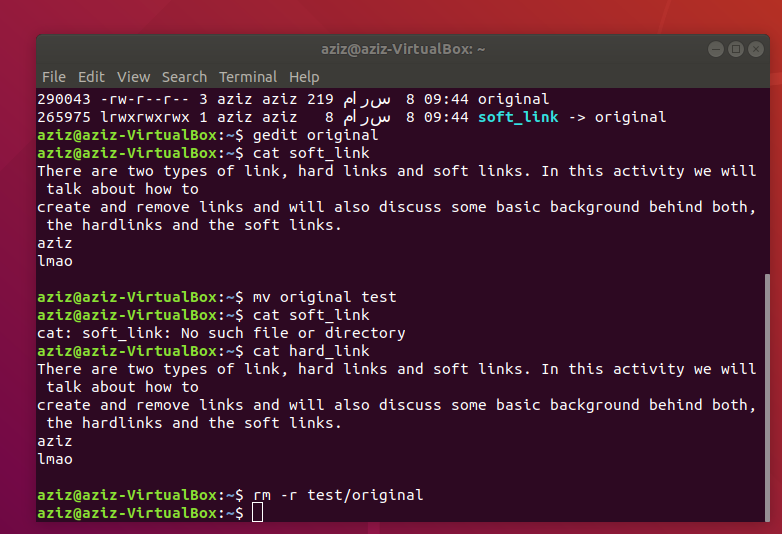 aziz@aziz-VirtualBox: ~
File Edit View Search Terminal Help
290043 -rw-r--r-- 3 aziz aziz 219 مارس 8 09:44 original
265975 lrwxrwxrwx 1 aziz aziz 8 مارس 8 09:44 soft_link -> original
aziz@aziz-VirtualBox:~$ gedit original
aziz@aziz-VirtualBox:~$ cat soft_link
There are two types of link, hard links and soft links. In this activity we will
talk about how to
create and remove links and will also discuss some basic background behind both,
the hardlinks and the soft links.
aziz
lmao
aziz@aziz-VirtualBox:~$ mv original test
aziz@aziz-VirtualBox:~$ cat soft_link
cat: soft_link: No such file or directory
aziz@aziz-VirtualBox:~$ cat hard_link
There are two types of link, hard links and soft links. In this activity we will
talk about how to
create and remove links and will also discuss some basic background behind both,
the hardlinks and the soft links.
aziz
lmao
aziz@aziz-VirtualBox:~$ rm -r test/original
aziz@aziz-VirtualBox:~$